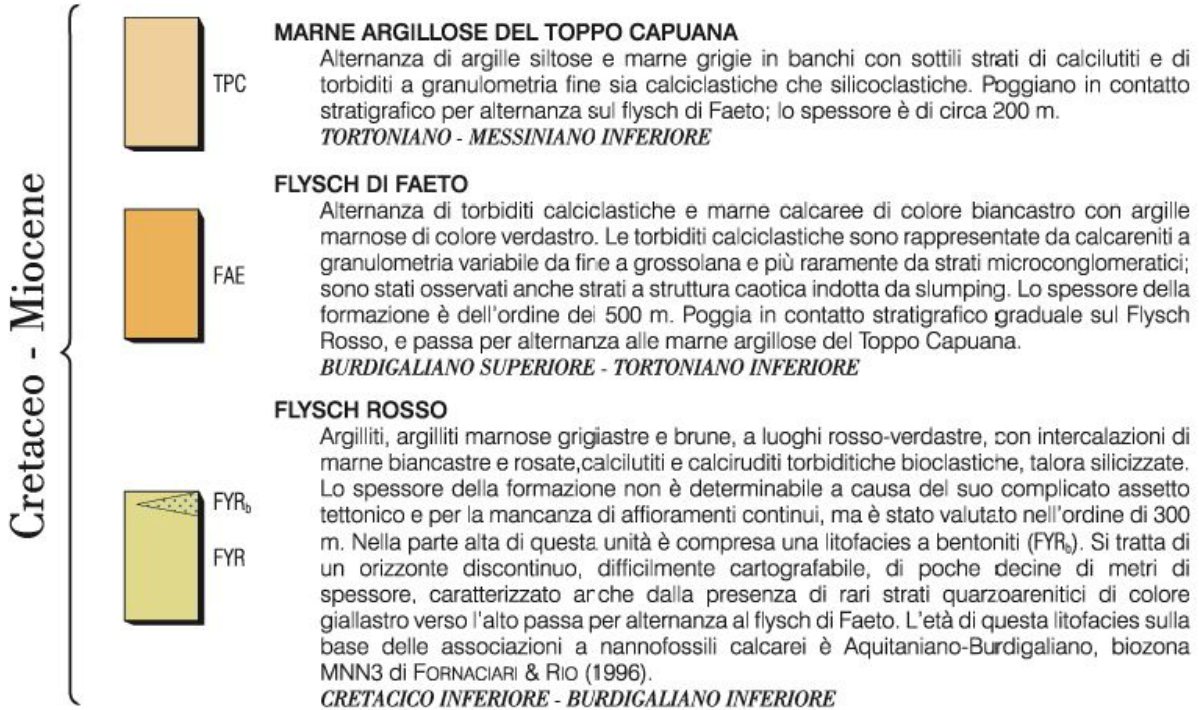 Cretaceo - Miocene
TPC
MARNE ARGILLOSE DEL TOPPO CAPUANA
Alternanza di argille siltose e marne grigie in banchi con sottili strati di calcilutiti e di
torbiditi a granulometria fine sia calciclastiche che silicoclastiche. Poggiano in contatto
stratigrafico per alternanza sul flysch di Faeto; lo spessore è di circa 200 m.
TORTONIANO - MESSINIANO INFERIORE
FAE
FLYSCH DI FAETO
Alternanza di torbiditi calciclastiche e marne calcaree di colore biancastro con argille
marnose di colore verdastro. Le torbiditi calciclastiche sono rappresentate da calcareniti a
granulometria variabile da fine a grossolana e più raramente da strati microconglomeratici;
sono stati osservati anche strati a struttura caotica indotta da slumping. Lo spessore della
formazione è dell'ordine dei 500 m. Poggia in contatto stratigrafico graduale sul Flysch
Rosso, e passa per alternanza alle marne argillose del Toppo Capuana.
BURDIGALIANO SUPERIORE - TORTONIANO INFERIORE
FYRb
FYR
FLYSCH ROSSO
Argilliti, argilliti marnose grigiastre e brune, a luoghi rosso-verdastre, con intercalazioni di
marne biancastre e rosate,calcilutiti e calciruditi torbiditiche bioclastiche, talora silicizzate.
Lo spessore della formazione non è determinabile a causa del suo complicato assetto
tettonico e per la mancanza di affioramenti continui, ma è stato valutato nell'ordine di 300
m. Nella parte alta di questa unità è compresa una litofacies a bentoniti (FYRb). Si tratta di
un orizzonte discontinuo, difficilmente cartografabile, di poche decine di metri di
spessore, caratterizzato anche dalla presenza di rari strati quarzoarenitici di colore
giallastro verso l'alto passa per alternanza al flysch di Faeto. L'età di questa litofacies sulla
base delle associazioni a nannofossili calcarei è Aquitaniano-Burdigaliano, biozona
MNN3 di FORNACIARI & RIO (1996).
CRETACICO INFERIORE - BURDIGALIANO INFERIORE